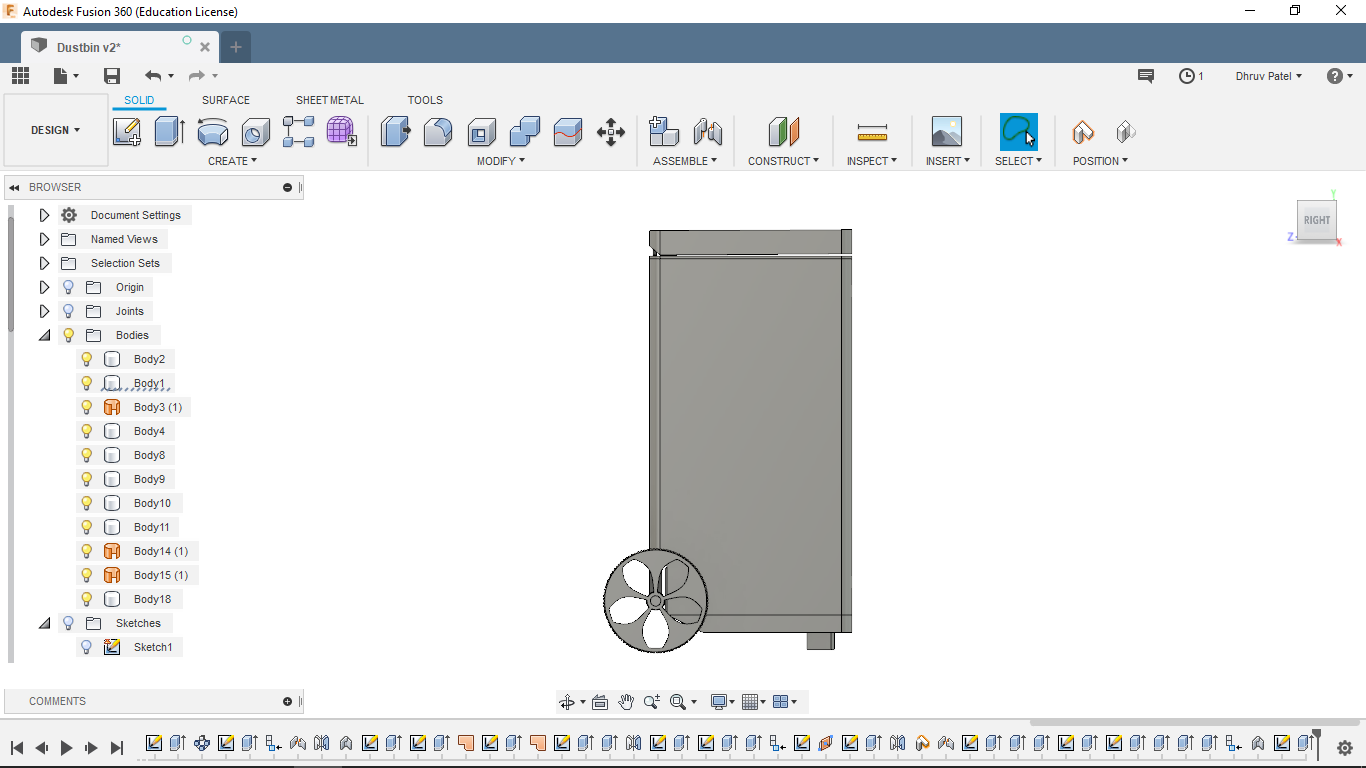 Autodesk Fusion 360 (Education License)
Dustbin v2*
1
Dhruv Patel
SOLID SURFACE SHEET METAL TOOLS
DESIGN
CREATE MODIFY ASSEMBLE CONSTRUCT INSPECT INSERT SELECT POSITION
BROWSER
Document Settings
Named Views
Selection Sets
Origin
Joints
Bodies
Body2
Body1
Body3 (1)
Body4
Body8
Body9
Body10
Body11
Body14 (1)
Body15 (1)
Body18
Sketches
Sketch1
Y
RIGHT
Z
X
COMMENTS